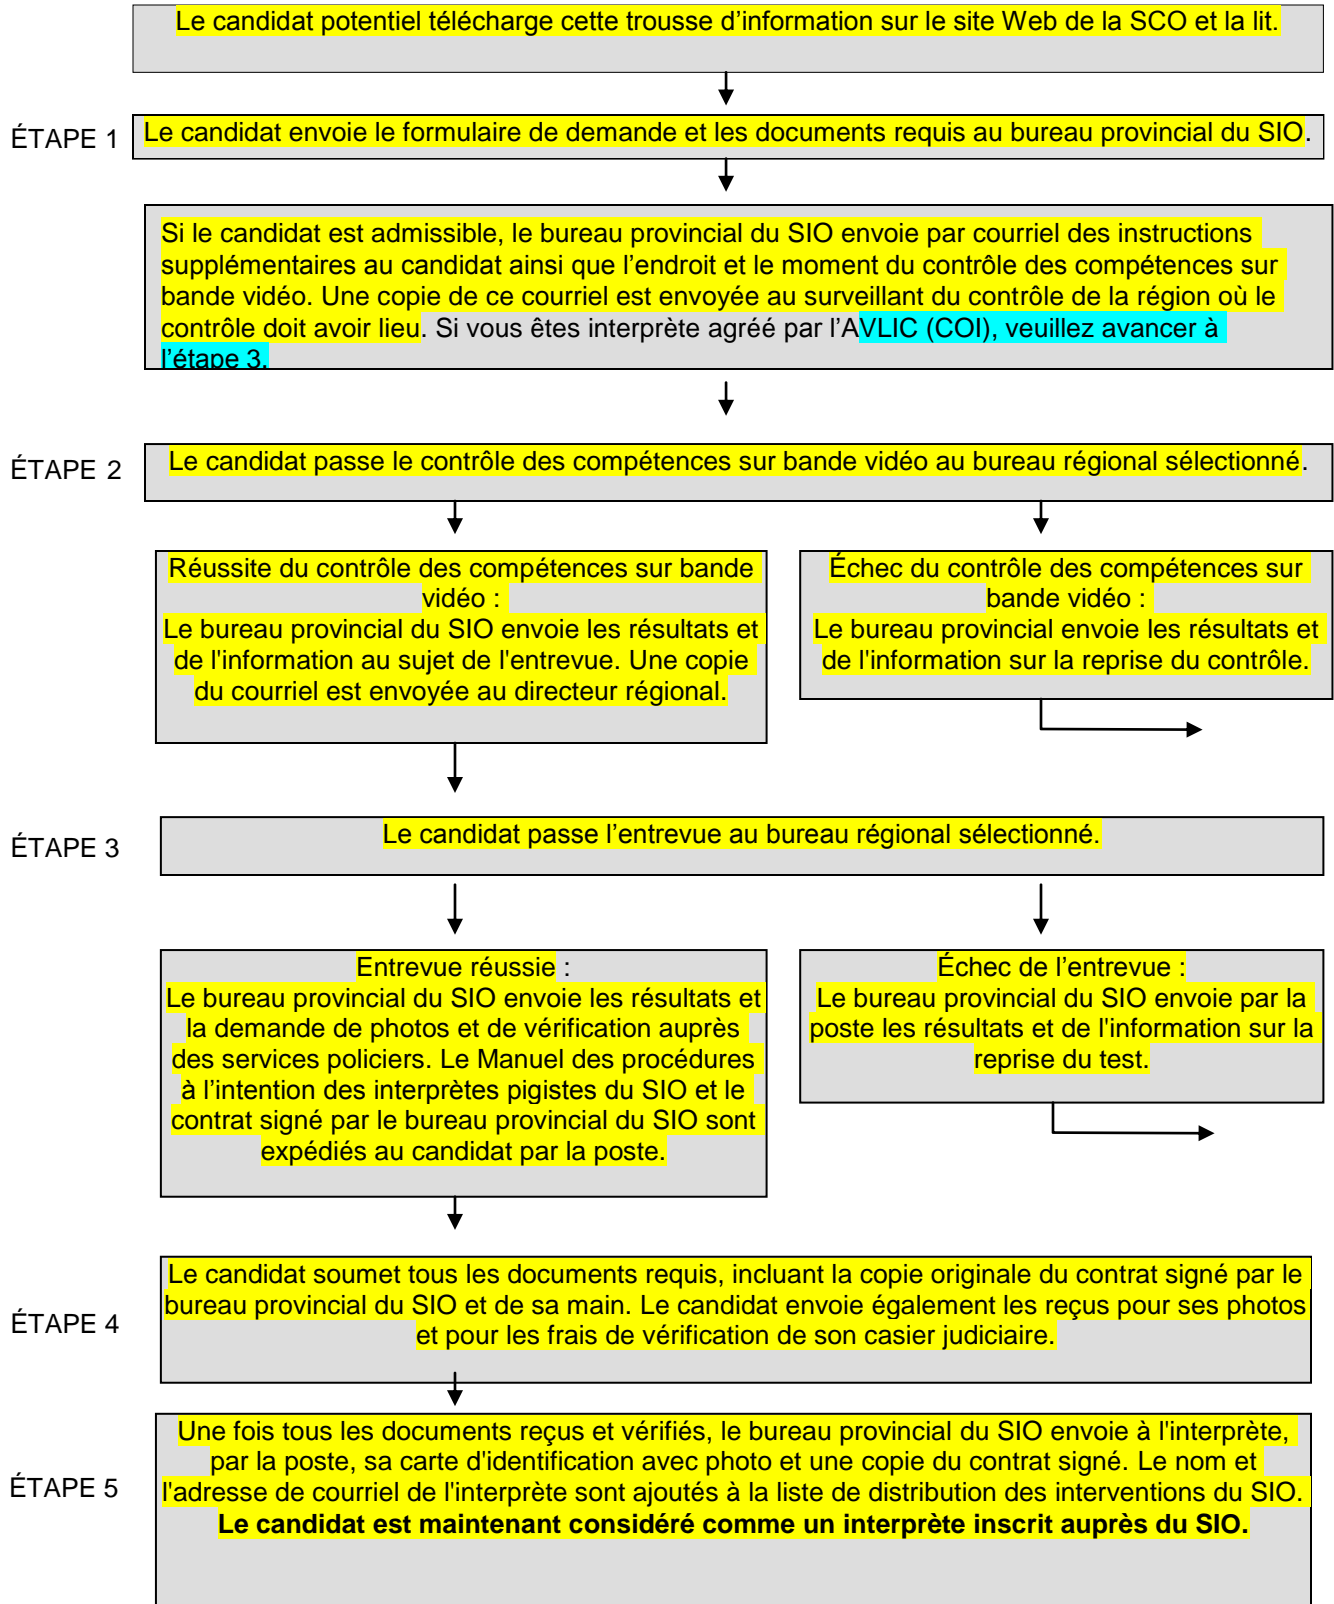 Le candidat potentiel télécharge cette trousse d’information sur le site Web de la SCO et la lit.
ÉTAPE 1
Le candidat envoie le formulaire de demande et les documents requis au bureau provincial du SIO.
Si le candidat est admissible, le bureau provincial du SIO envoie par courriel des instructions
supplémentaires au candidat ainsi que l’endroit et le moment du contrôle des compétences sur
bande vidéo. Une copie de ce courriel est envoyée au surveillant du contrôle de la région où le
contrôle doit avoir lieu. Si vous êtes interprète agréé par l’AVLIC (COI), veuillez avancer à
l’étape 3.
ÉTAPE 2
Le candidat passe le contrôle des compétences sur bande vidéo au bureau régional sélectionné.
Réussite du contrôle des compétences sur bande
vidéo :
Le bureau provincial du SIO envoie les résultats et
de l'information au sujet de l'entrevue. Une copie
du courriel est envoyée au directeur régional.
Échec du contrôle des compétences sur
bande vidéo :
Le bureau provincial envoie les résultats et
de l'information sur la reprise du contrôle.
ÉTAPE 3
Le candidat passe l’entrevue au bureau régional sélectionné.
Entrevue réussie :
Le bureau provincial du SIO envoie les résultats et
la demande de photos et de vérification auprès
des services policiers. Le Manuel des procédures
à l’intention des interprètes pigistes du SIO et le
contrat signé par le bureau provincial du SIO sont
expédiés au candidat par la poste.
Échec de l’entrevue :
Le bureau provincial du SIO envoie par la
poste les résultats et de l'information sur la
reprise du test.
ÉTAPE 4
Le candidat soumet tous les documents requis, incluant la copie originale du contrat signé par le
bureau provincial du SIO et de sa main. Le candidat envoie également les reçus pour ses photos
et pour les frais de vérification de son casier judiciaire.
ÉTAPE 5
Une fois tous les documents reçus et vérifiés, le bureau provincial du SIO envoie à l'interprète,
par la poste, sa carte d'identification avec photo et une copie du contrat signé. Le nom et
l'adresse de courriel de l'interprète sont ajoutés à la liste de distribution des interventions du SIO.
Le candidat est maintenant considéré comme un interprète inscrit auprès du SIO.